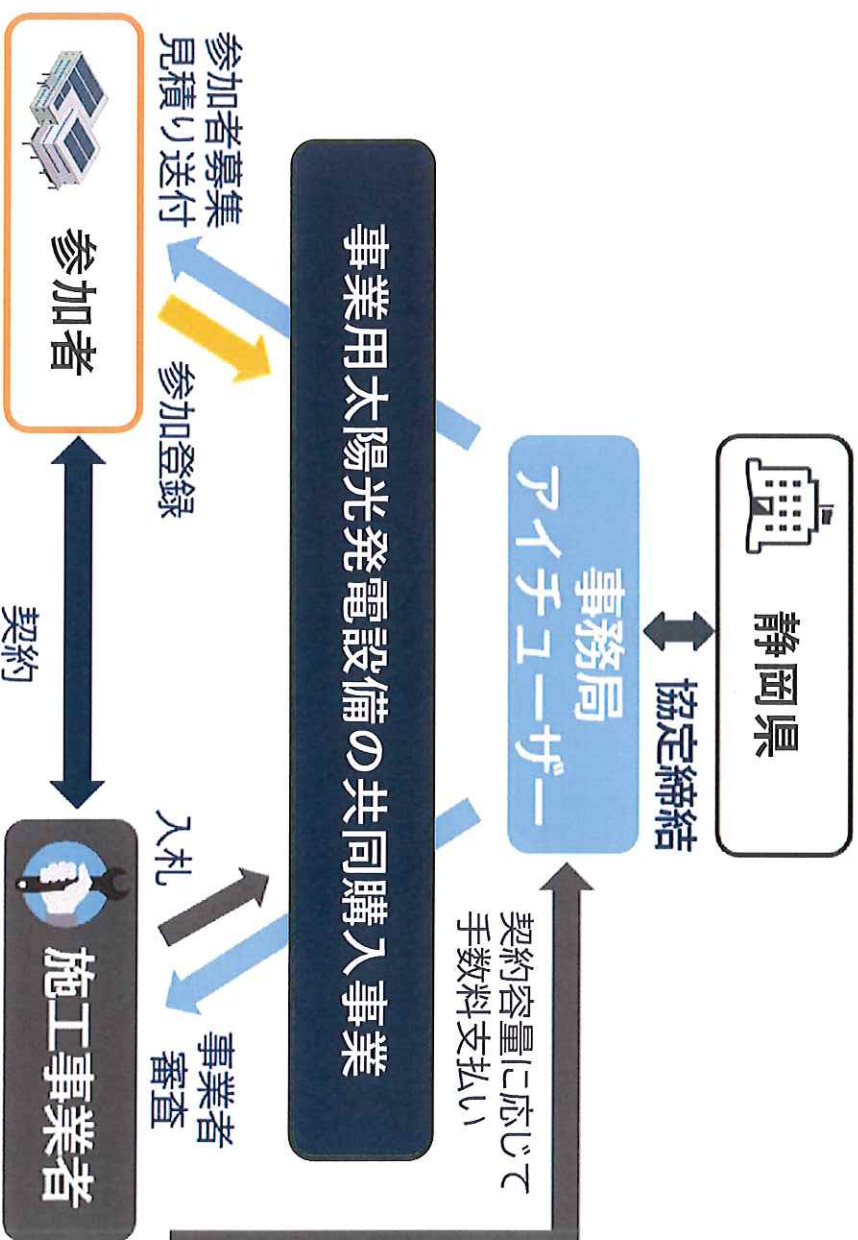 静岡県
協定締結
事務局
アイチューザー
契約容量に応じて
手数料支払い
事業用太陽光発電設備の共同購入事業
参加者募集
見積り送付
参加登録
入札
事業者
審査
参加者
契約
施工事業者